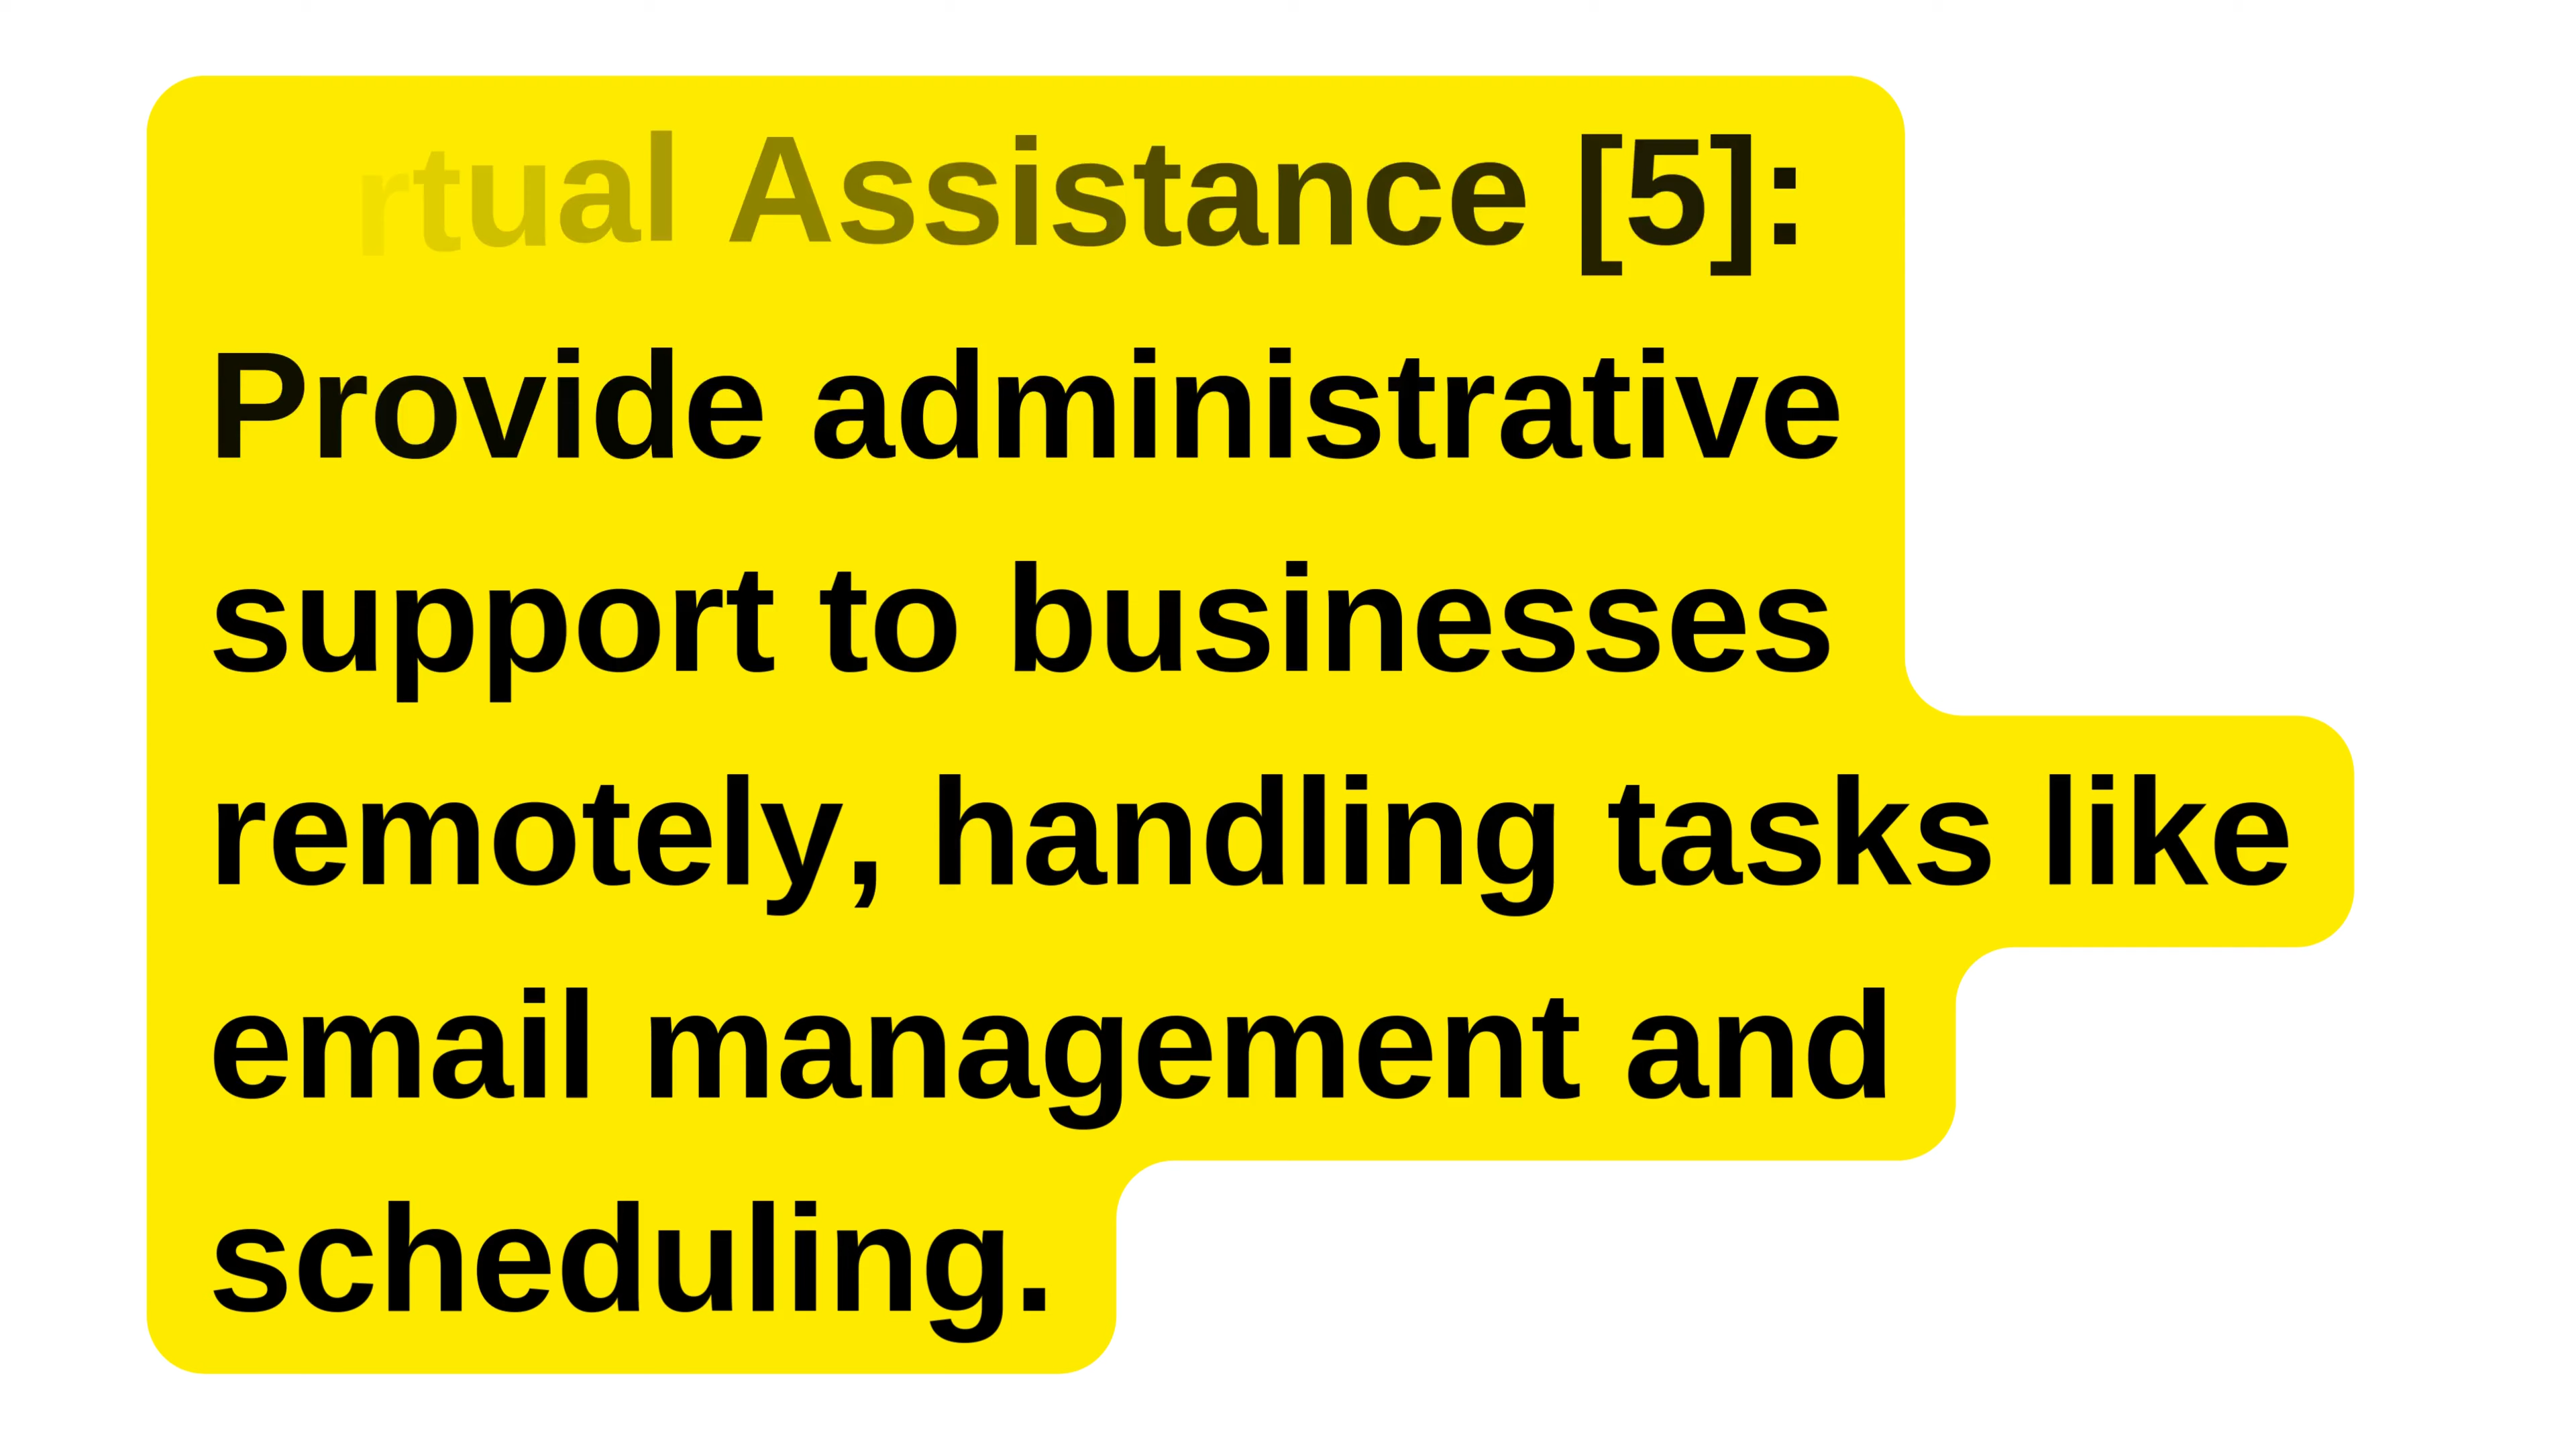 rtual Assistance [5]:
Provide administrative
support to businesses
remotely, handling tasks like
email management and
scheduling.